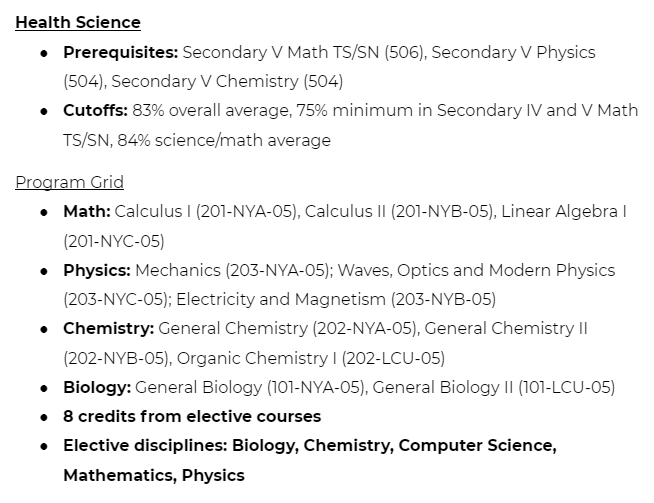 Health Science
● Prerequisites: Secondary V Math TS/SN (506), Secondary V Physics
(504), Secondary V Chemistry (504)
● Cutoffs: 83% overall average, 75% minimum in Secondary IV and V Math
TS/SN, 84% science/math average
Program Grid
● Math: Calculus I (201-NYA-05), Calculus II (201-NYB-05), Linear Algebra I
(201-NYC-05)
● Physics: Mechanics (203-NYA-05); Waves, Optics and Modern Physics
(203-NYC-05); Electricity and Magnetism (203-NYB-05)
● Chemistry: General Chemistry (202-NYA-05), General Chemistry II
(202-NYB-05), Organic Chemistry I (202-LCU-05)
● Biology: General Biology (101-NYA-05), General Biology II (101-LCU-05)
● 8 credits from elective courses
● Elective disciplines: Biology, Chemistry, Computer Science,
Mathematics, Physics